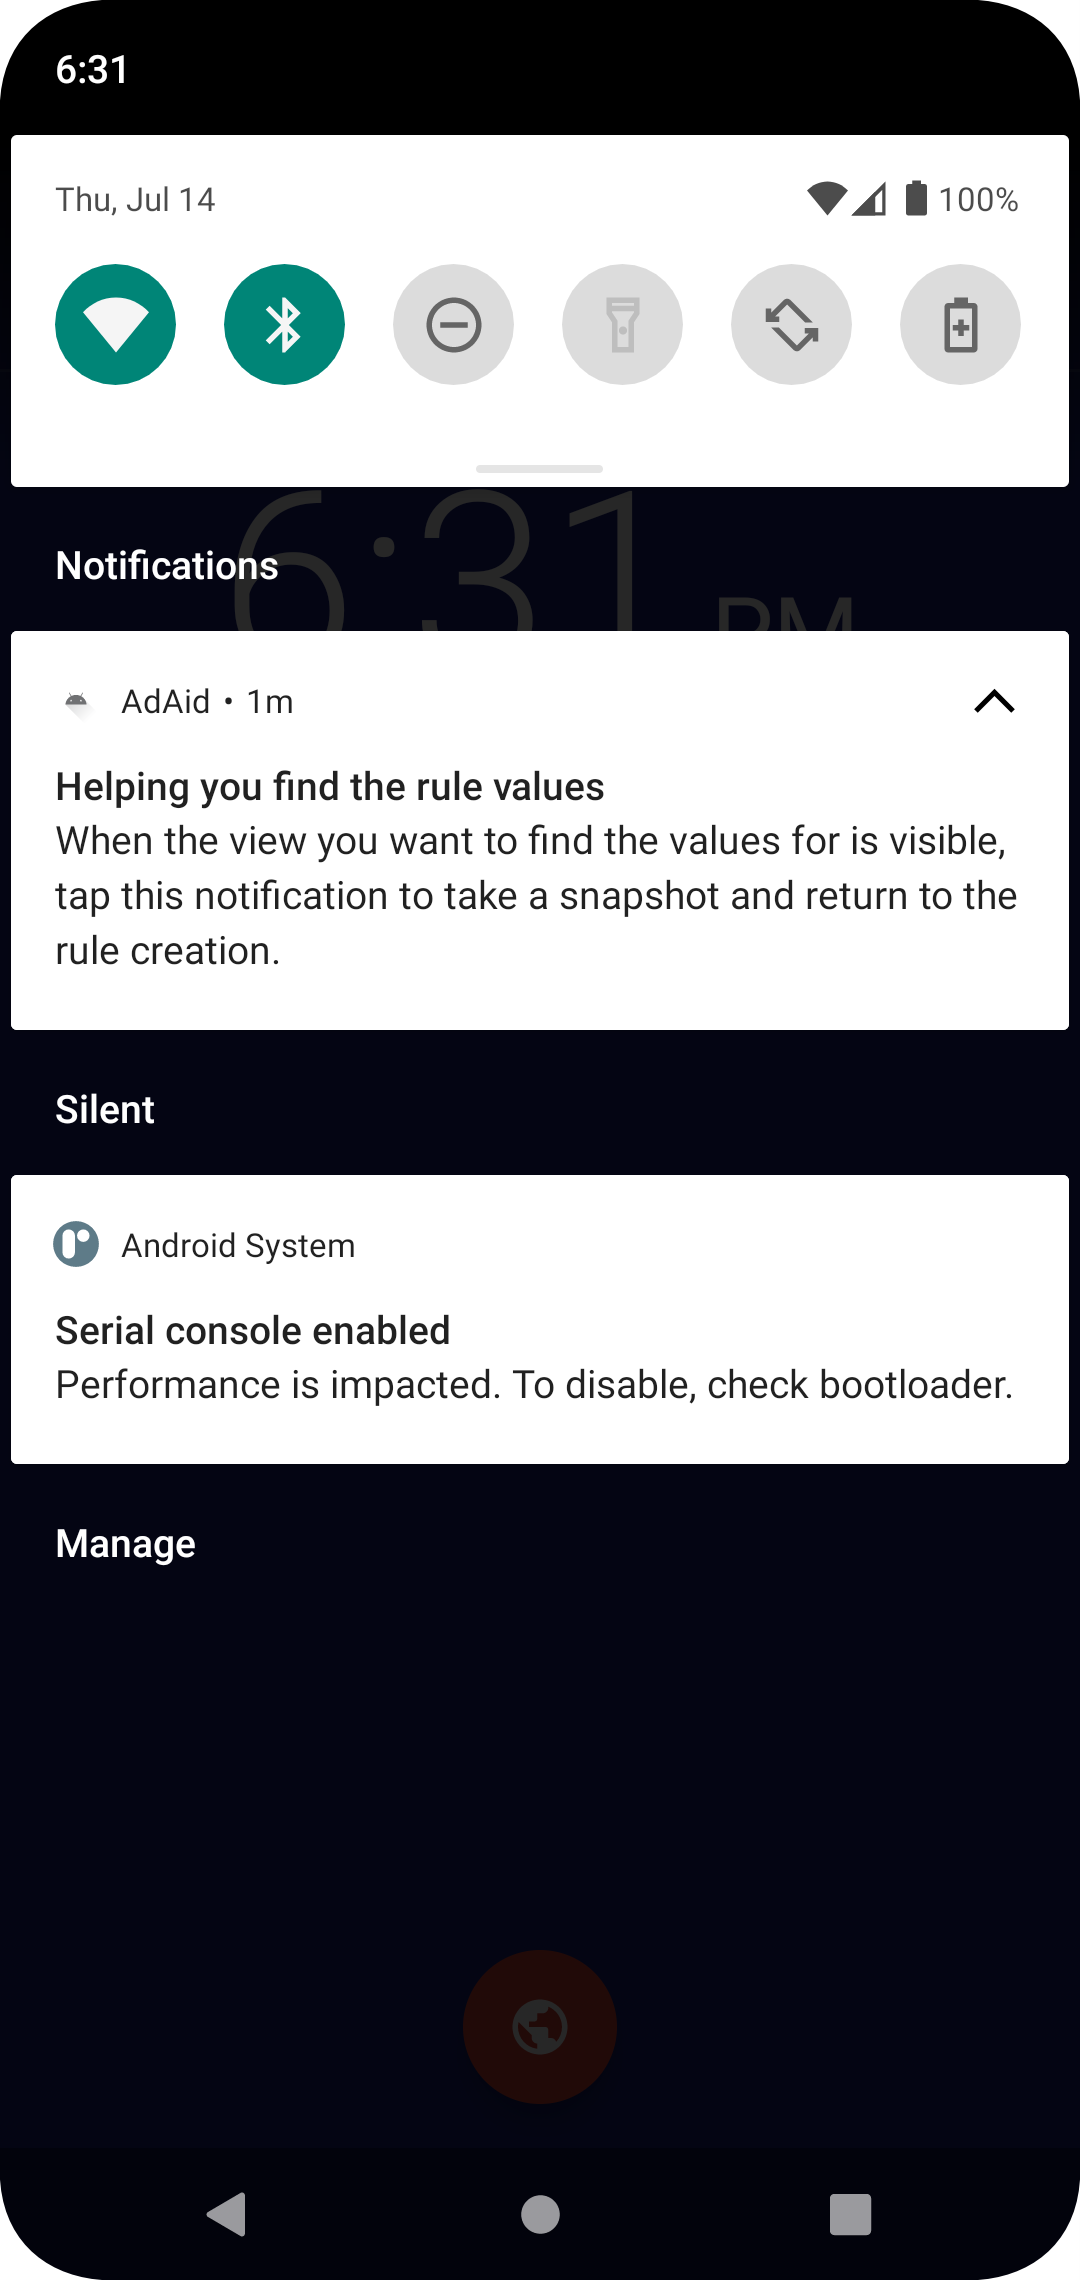 6:31
Thu, Jul 14
100%
6:31 PM
Notifications
AdAid • 1m
Helping you find the rule values
When the view you want to find the values for is visible,
tap this notification to take a snapshot and return to the
rule creation.
Silent
Android System
Serial console enabled
Performance is impacted. To disable, check bootloader.
Manage